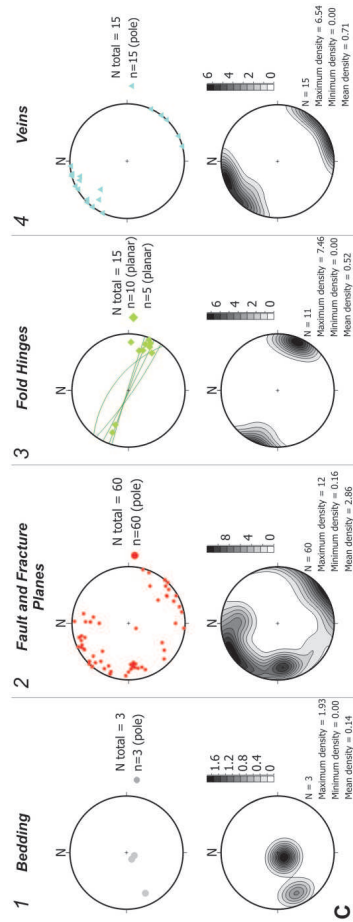 1
Bedding
N
N total = 3
n=3 (pole)
1.6
1.2
0.8
0.4
0
N = 3
Maximum density = 1.93
Minimum density = 0.00
Mean density = 0.14
C
2
Fault and Fracture
Planes
N
N total = 60
n=60 (pole)
8
4
0
N = 60
Maximum density = 12
Minimum density = 0.16
Mean density = 2.86
3
Fold Hinges
N
N total = 15
n=10 (planar)
n=5 (planar)
6
4
2
0
N = 11
Maximum density = 7.46
Minimum density = 0.00
Mean density = 0.52
4
Veins
N
N total = 15
n=15 (pole)
6
4
2
0
N = 15
Maximum density = 6.54
Minimum density = 0.00
Mean density = 0.71